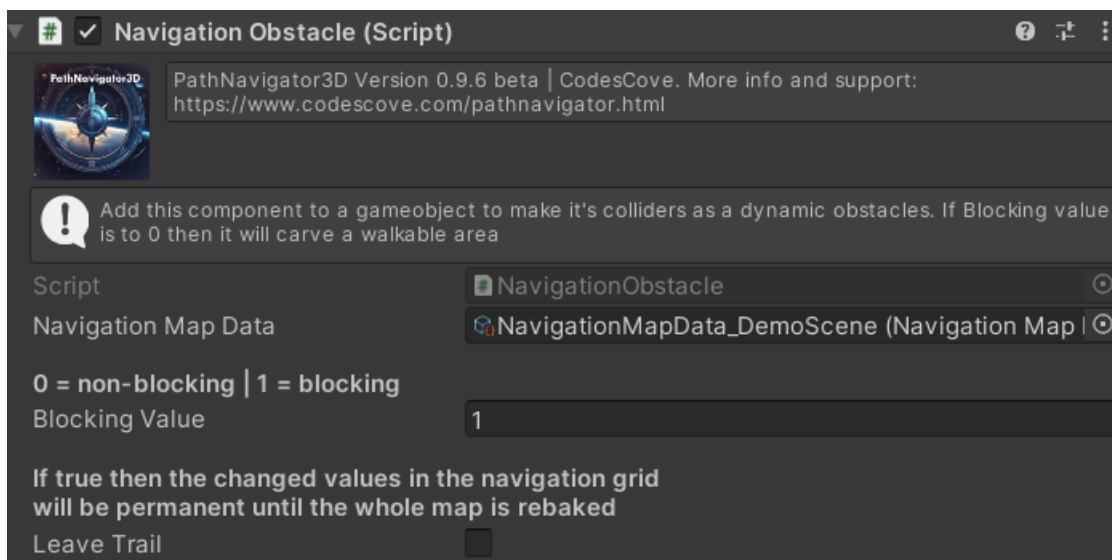 Navigation Obstacle (Script)
PathNavigator3D
PathNavigator3D Version 0.9.6 beta | CodesCove. More info and support:
https://www.codescove.com/pathnavigator.html
Add this component to a gameobject to make it's colliders as a dynamic obstacles. If Blocking value
is to 0 then it will carve a walkable area
Script NavigationObstacle
Navigation Map Data NavigationMapData_DemoScene (Navigation Map
0 = non-blocking | 1 = blocking
Blocking Value 1
If true then the changed values in the navigation grid
will be permanent until the whole map is rebaked
Leave Trail